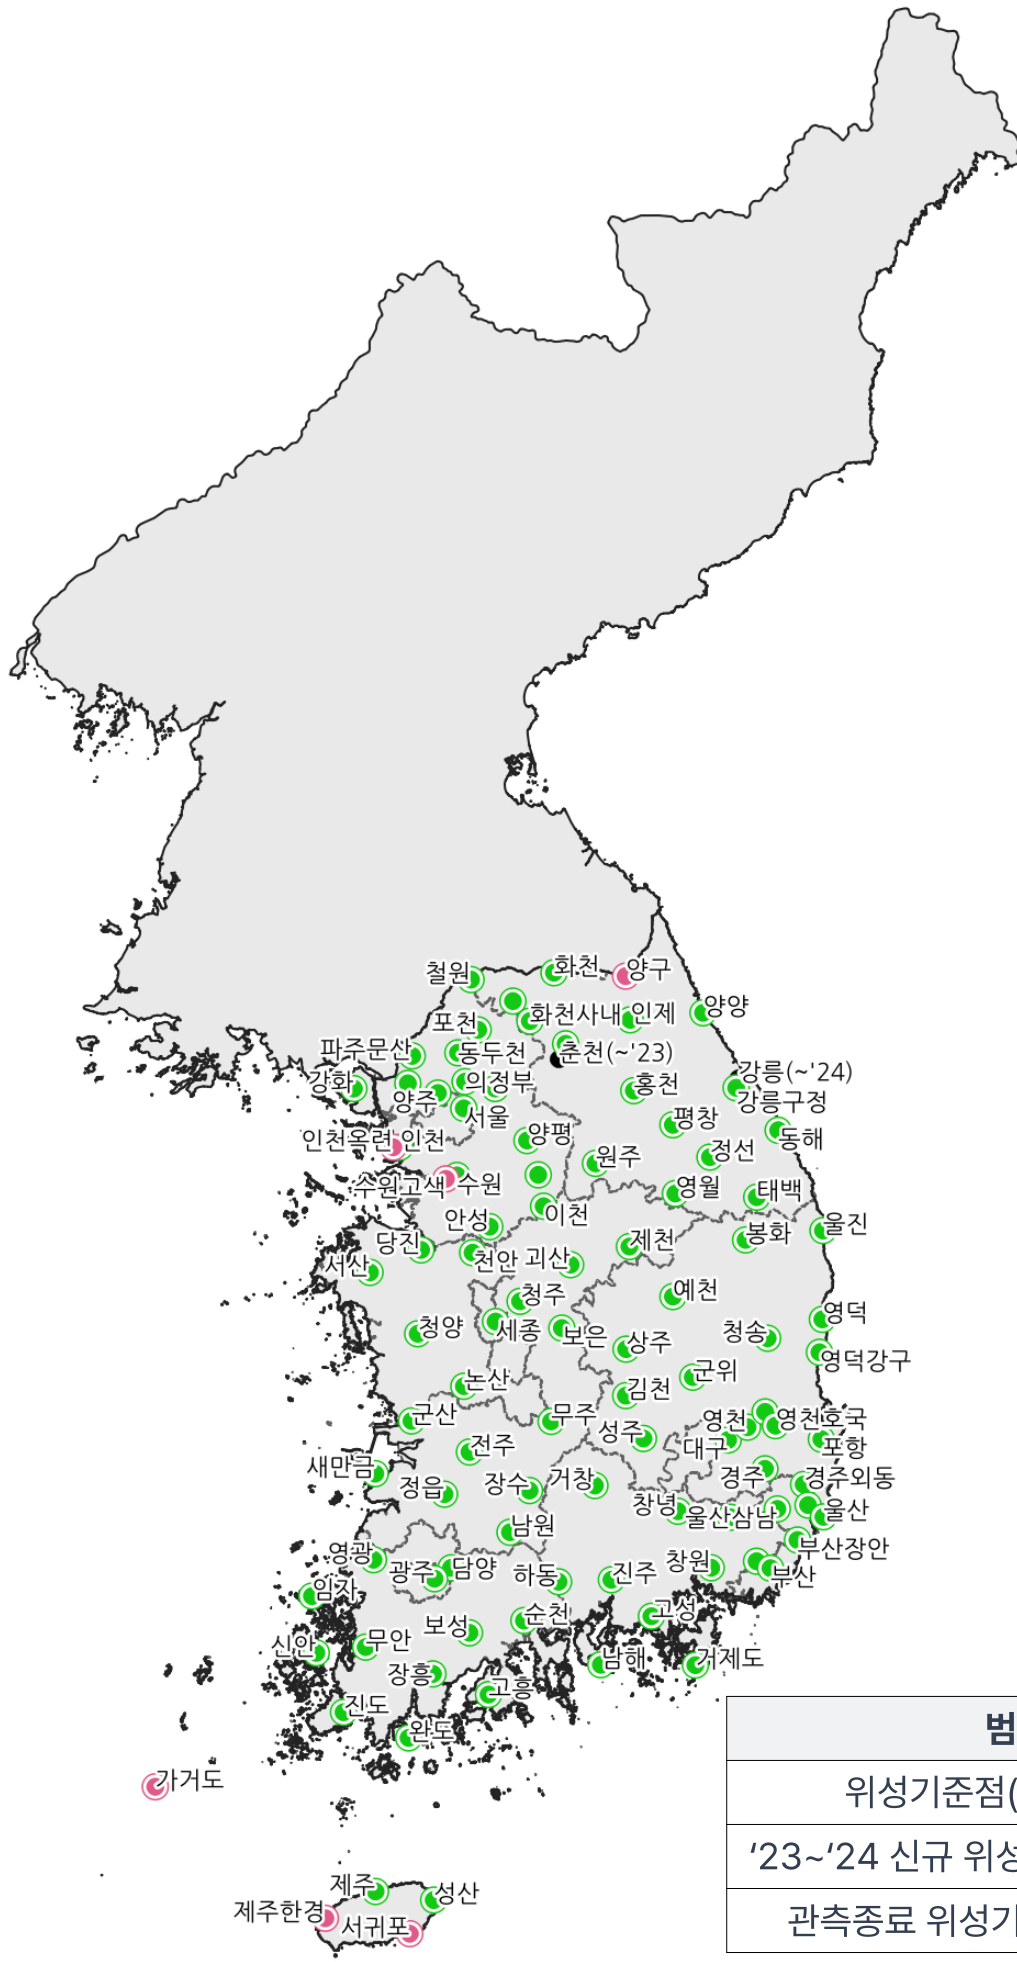 철원
화천
양구
포천
화천사내
인제
양양
파주문산
동두천
춘천(~'23)
강화
양주
의정부
홍천
강릉(~'24)
강릉구정
서울
평창
동해
인천옥련
인천
양평
정선
원주
수원고색
수원
영월
태백
안성
이천
울진
당진
천안
괴산
제천
봉화
서산
청주
예천
청양
세종
보은
상주
청송
영덕
영덕강구
논산
김천
군위
군산
무주
성주
영천
영천호국
대구
포항
전주
새만금
정읍
장수
거창
경주
경주외동
창녕
울산삼남
울산
남원
부산장안
영광
광주
담양
하동
진주
창원
부산
임자
보성
순천
고성
신안
무안
장흥
남해
거제도
고흥
진도
완도
가거도
제주
성산
제주한경
서귀포
범
위성기준점(
‘23~‘24 신규 위성
관측종료 위성기